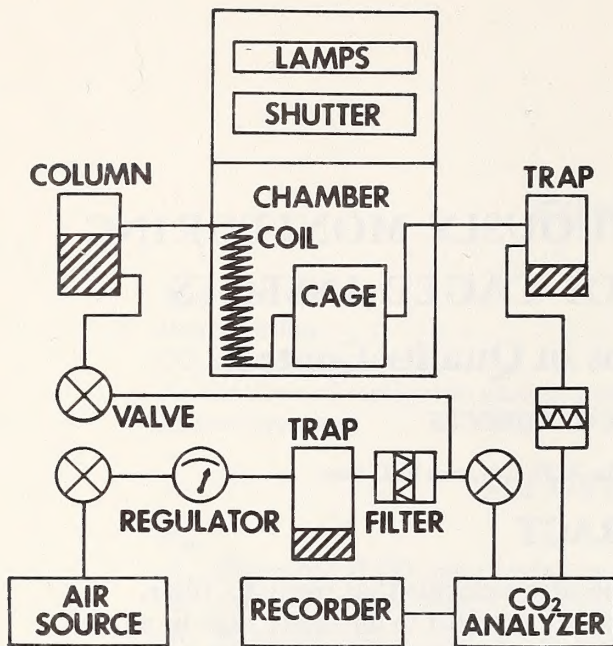 LAMPS
SHUTTER
COLUMN
CHAMBER
TRAP
COIL
CAGE
VALVE
TRAP
REGULATOR
FILTER
AIR
SOURCE
RECORDER
CO₂
ANALYZER